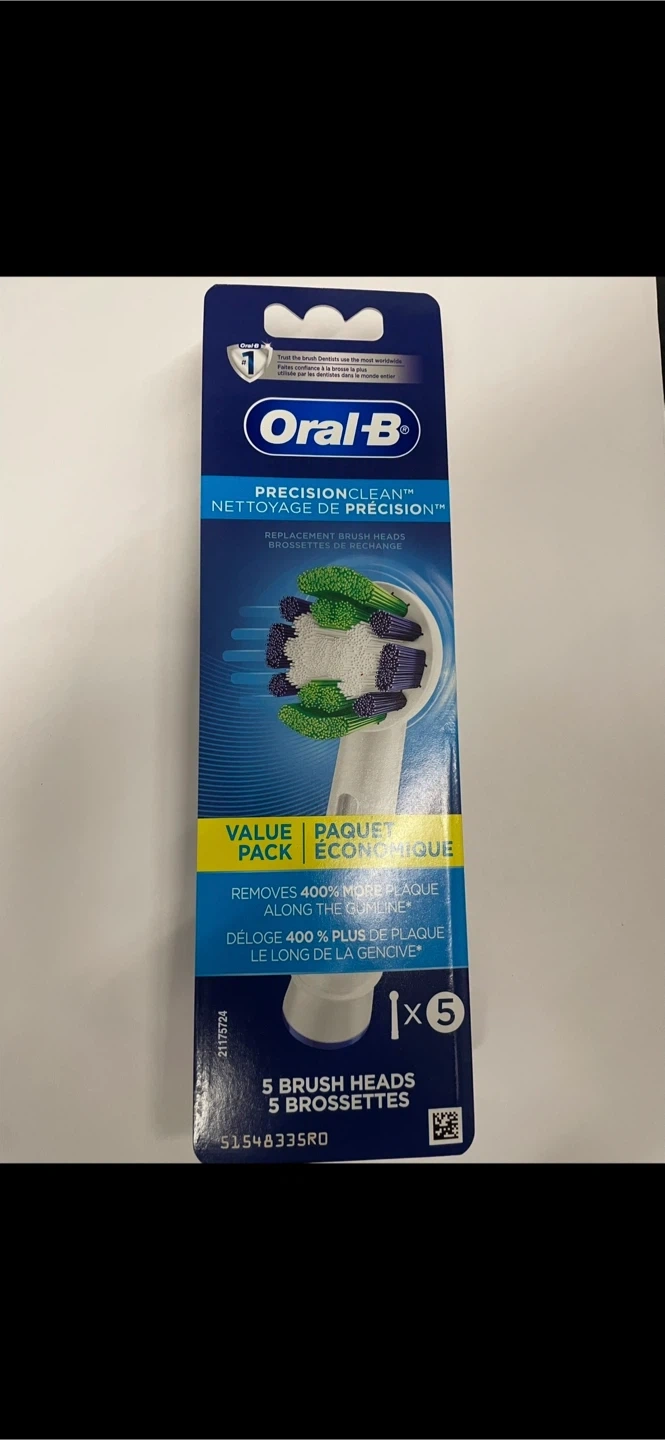 Oral-B
#1
Trust the brush Dentists use the most worldwide
Faites confiance à la brosse la plus
utilisée par les dentistes dans le monde entier
Oral-B®
PRECISIONCLEAN™
NETTOYAGE DE PRÉCISION™
REPLACEMENT BRUSH HEADS
BROSSETTES DE RECHANGE
VALUE PACK
PAQUET ÉCONOMIQUE
REMOVES 400% MORE PLAQUE
ALONG THE GUMLINE*
DÉLOGE 400 % PLUS DE PLAQUE
LE LONG DE LA GENCIVE*
X 5
21175724
5 BRUSH HEADS
5 BROSSETTES
51548335RO